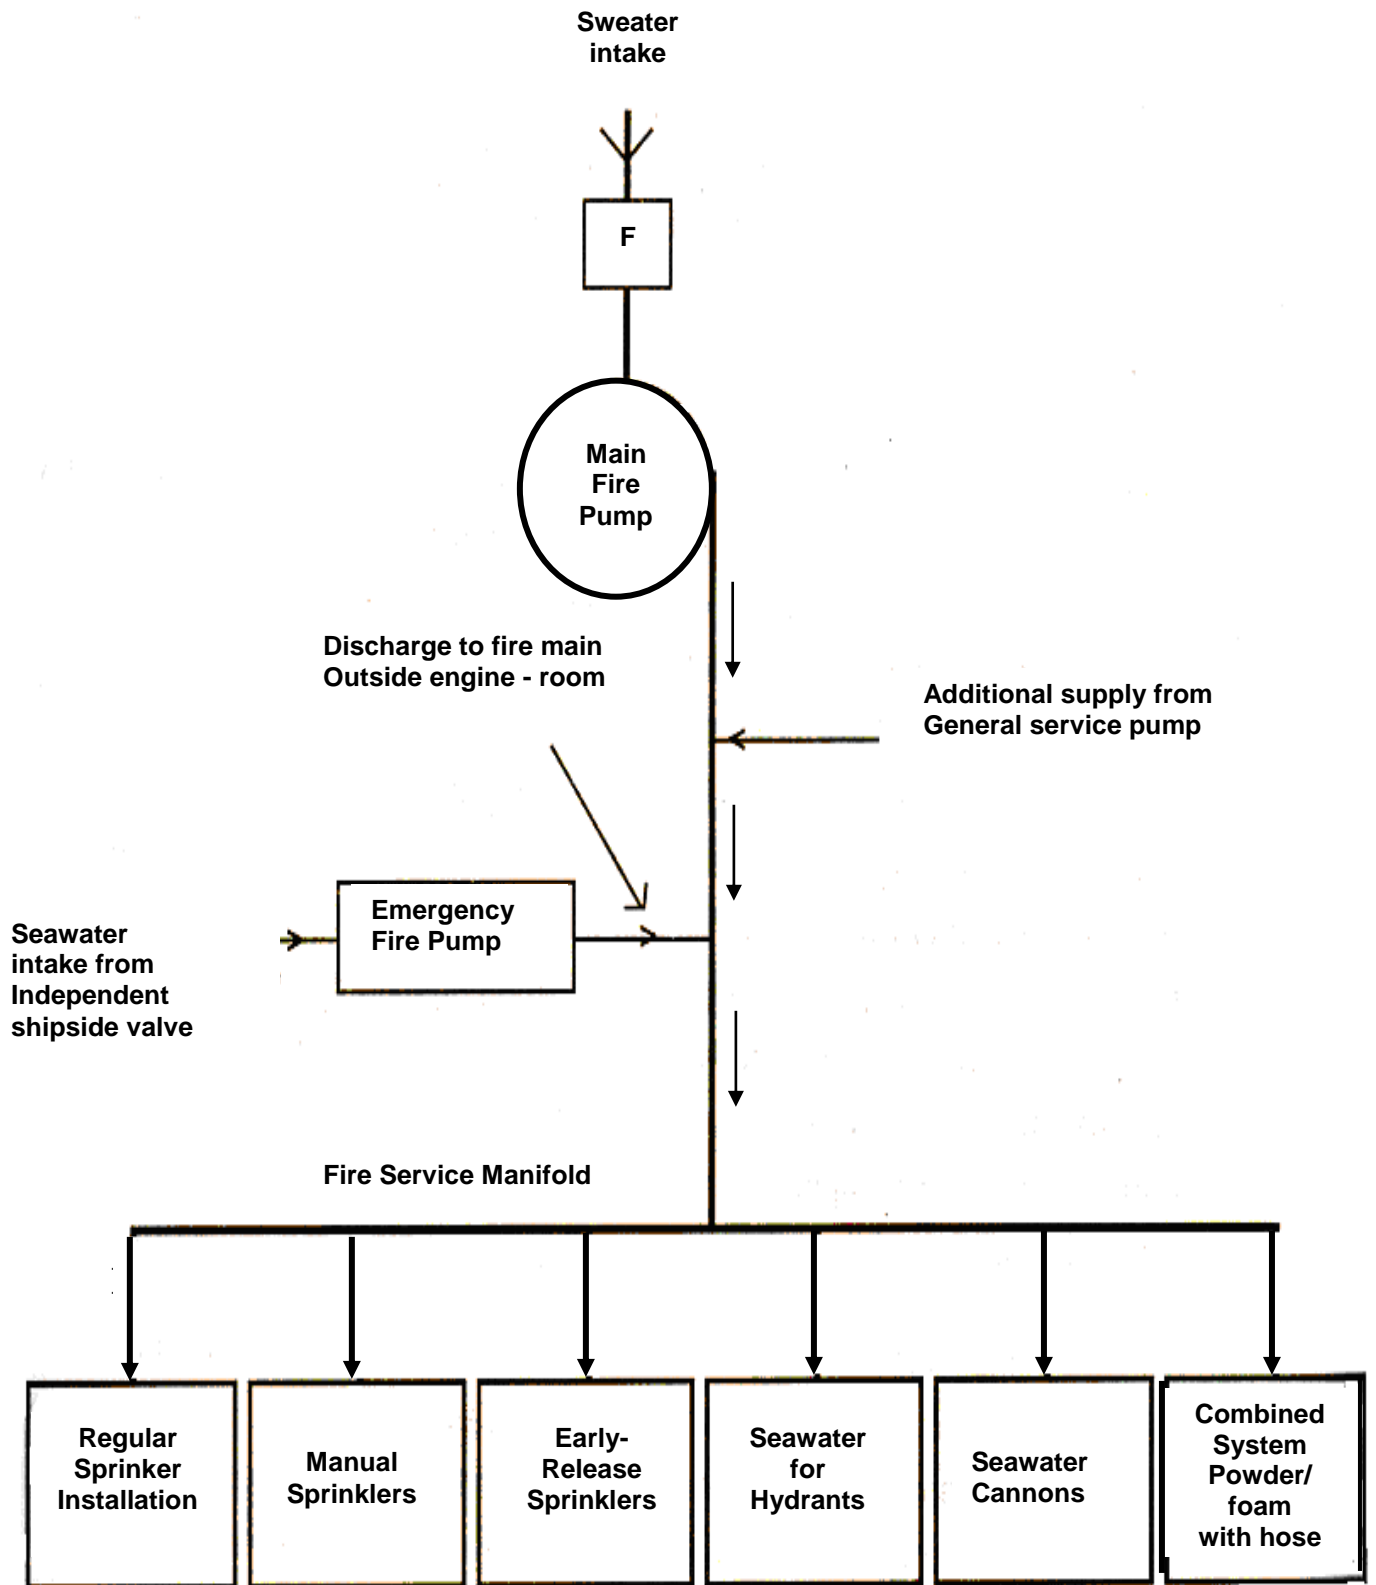 Sweater
intake
F
Main
Fire
Pump
Discharge to fire main
Outside engine - room
Additional supply from
General service pump
Emergency
Fire Pump
Seawater
intake from
Independent
shipside valve
Fire Service Manifold
Regular
Sprinker
Installation
Manual
Sprinklers
Early-
Release
Sprinklers
Seawater
for
Hydrants
Seawater
Cannons
Combined
System
Powder/
foam
with hose